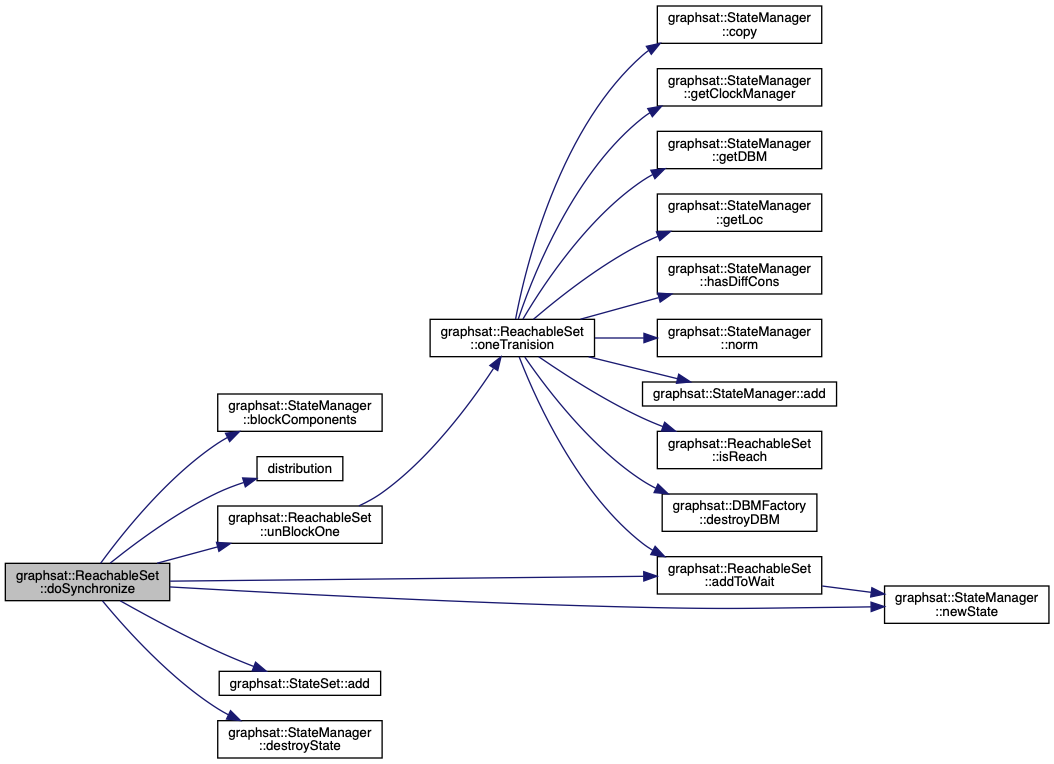 graphsat::StateManager
::copy
graphsat::StateManager
::getClockManager
graphsat::StateManager
::getDBM
graphsat::StateManager
::getLoc
graphsat::StateManager
::hasDiffCons
graphsat::ReachableSet
::oneTranision
graphsat::StateManager
::norm
graphsat::StateManager::add
graphsat::StateManager
::blockComponents
graphsat::ReachableSet
::isReach
distribution
graphsat::DBMFactory
::destroyDBM
graphsat::ReachableSet
::unBlockOne
graphsat::ReachableSet
::doSynchronize
graphsat::ReachableSet
::addToWait
graphsat::StateManager
::newState
graphsat::StateSet::add
graphsat::StateManager
::destroyState